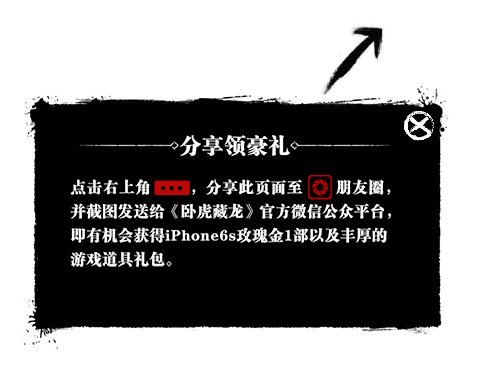 分享领豪礼
点击右上角 ，分享此页面至 朋友圈，
并截图发送给《卧虎藏龙》官方微信公众平台，
即有机会获得iPhone6s玫瑰金1部以及丰厚的
游戏道具礼包。